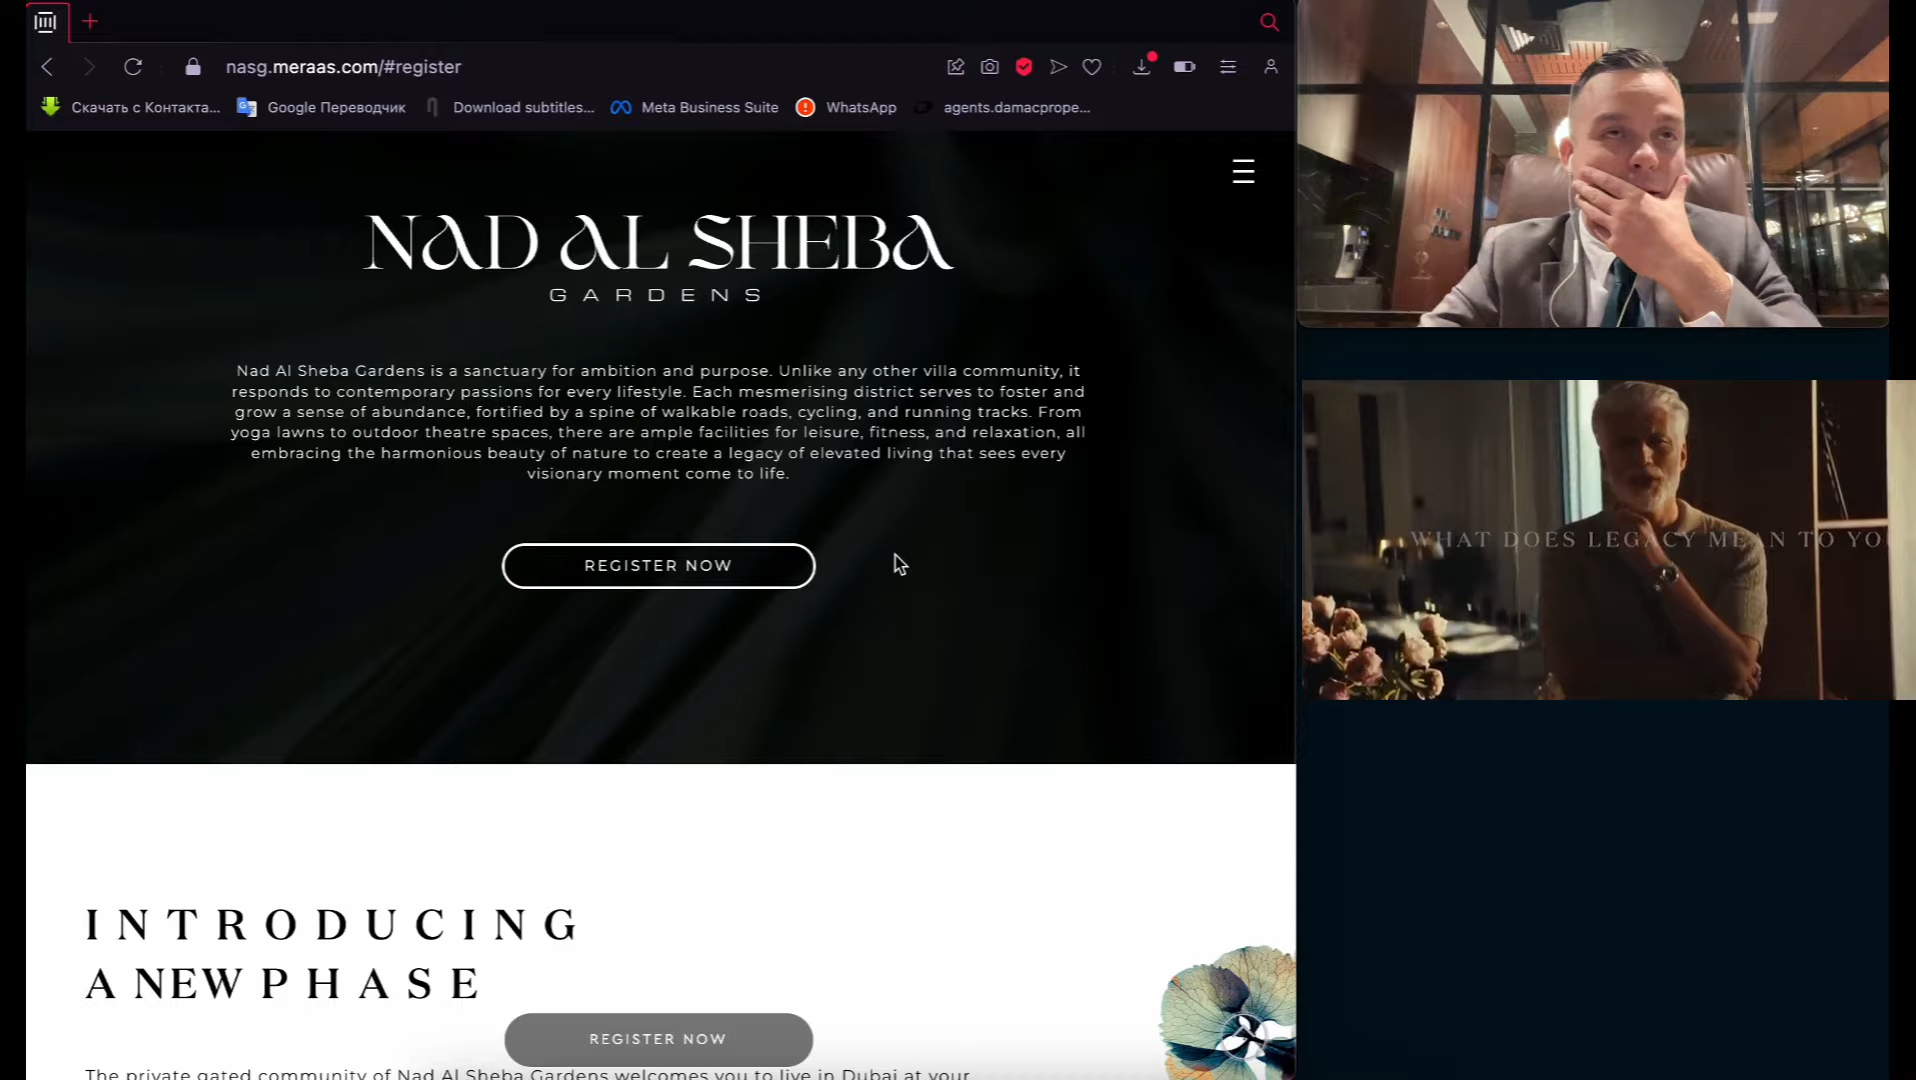 nasg.meraas.com/#register
Скачать с Контакта... Google Переводчик Download subtitles... Meta Business Suite WhatsApp agents.damacprope...
NAD AL SHEBA
GARDENS
Nad Al Sheba Gardens is a sanctuary for ambition and purpose. Unlike any other villa community, it
responds to contemporary passions for every lifestyle. Each mesmerising district serves to foster and
grow a sense of abundance, fortified by a spine of walkable roads, cycling, and running tracks. From
yoga lawns to outdoor theatre spaces, there are ample facilities for leisure, fitness, and relaxation, all
embracing the harmonious beauty of nature to create a legacy of elevated living that sees every
visionary moment come to life.
REGISTER NOW
INTRODUCING
A NEW PHASE
REGISTER NOW
The private gated community of Nad Al Sheba Gardens welcomes you to live in Dubai at your
WHAT DOES LEGACY MEAN TO YO